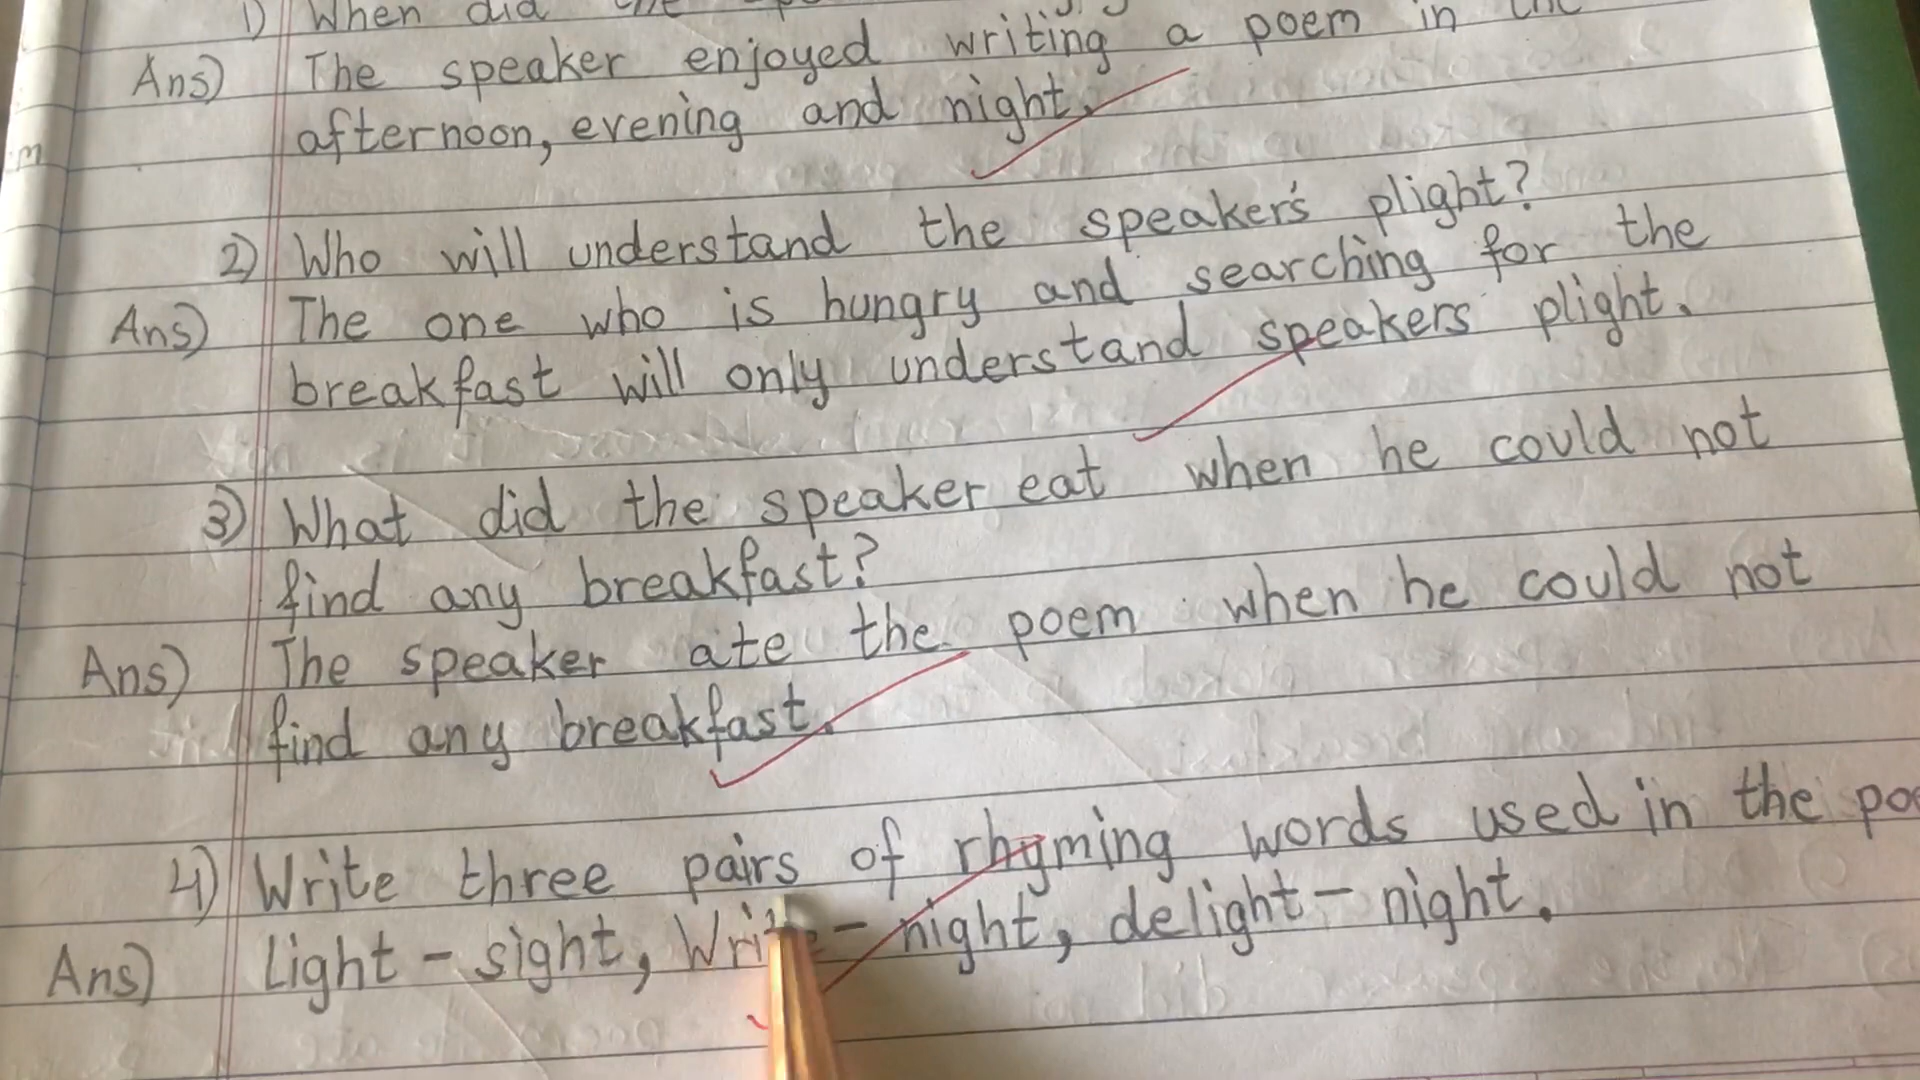 1) When did the
Ans) The speaker enjoyed writing a poem in the
afternoon, evening and night.
2) Who will understand the speaker's plight?
Ans) The one who is hungry and searching for the
breakfast will only understand speakers plight.
3) What did the speaker eat when he could not
find any breakfast?
Ans) The speaker ate the poem when he could not
find any breakfast.
4) Write three pairs of rhyming words used in the
Ans) Light - sight, Write - night, delight - night.